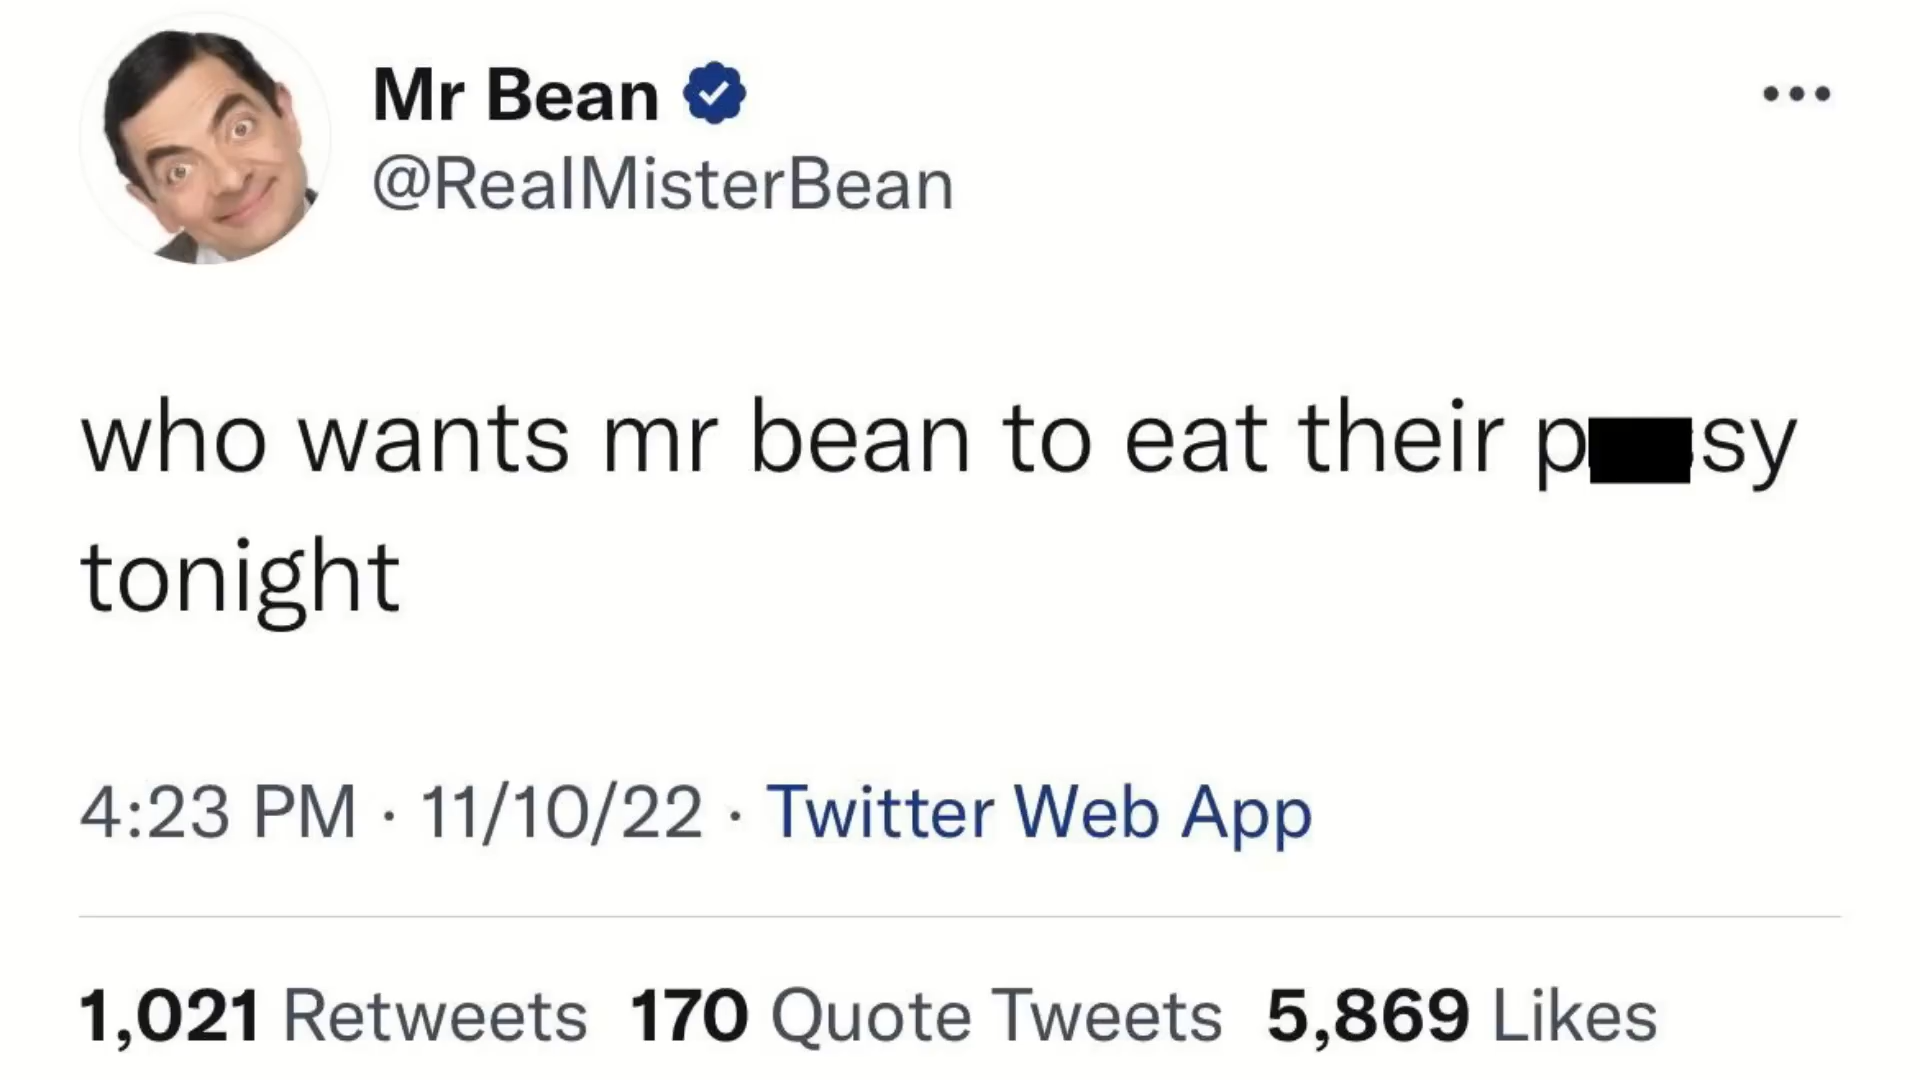 Mr Bean
@RealMisterBean
who wants mr bean to eat their p sy
tonight
4:23 PM · 11/10/22 · Twitter Web App
1,021 Retweets 170 Quote Tweets 5,869 Likes